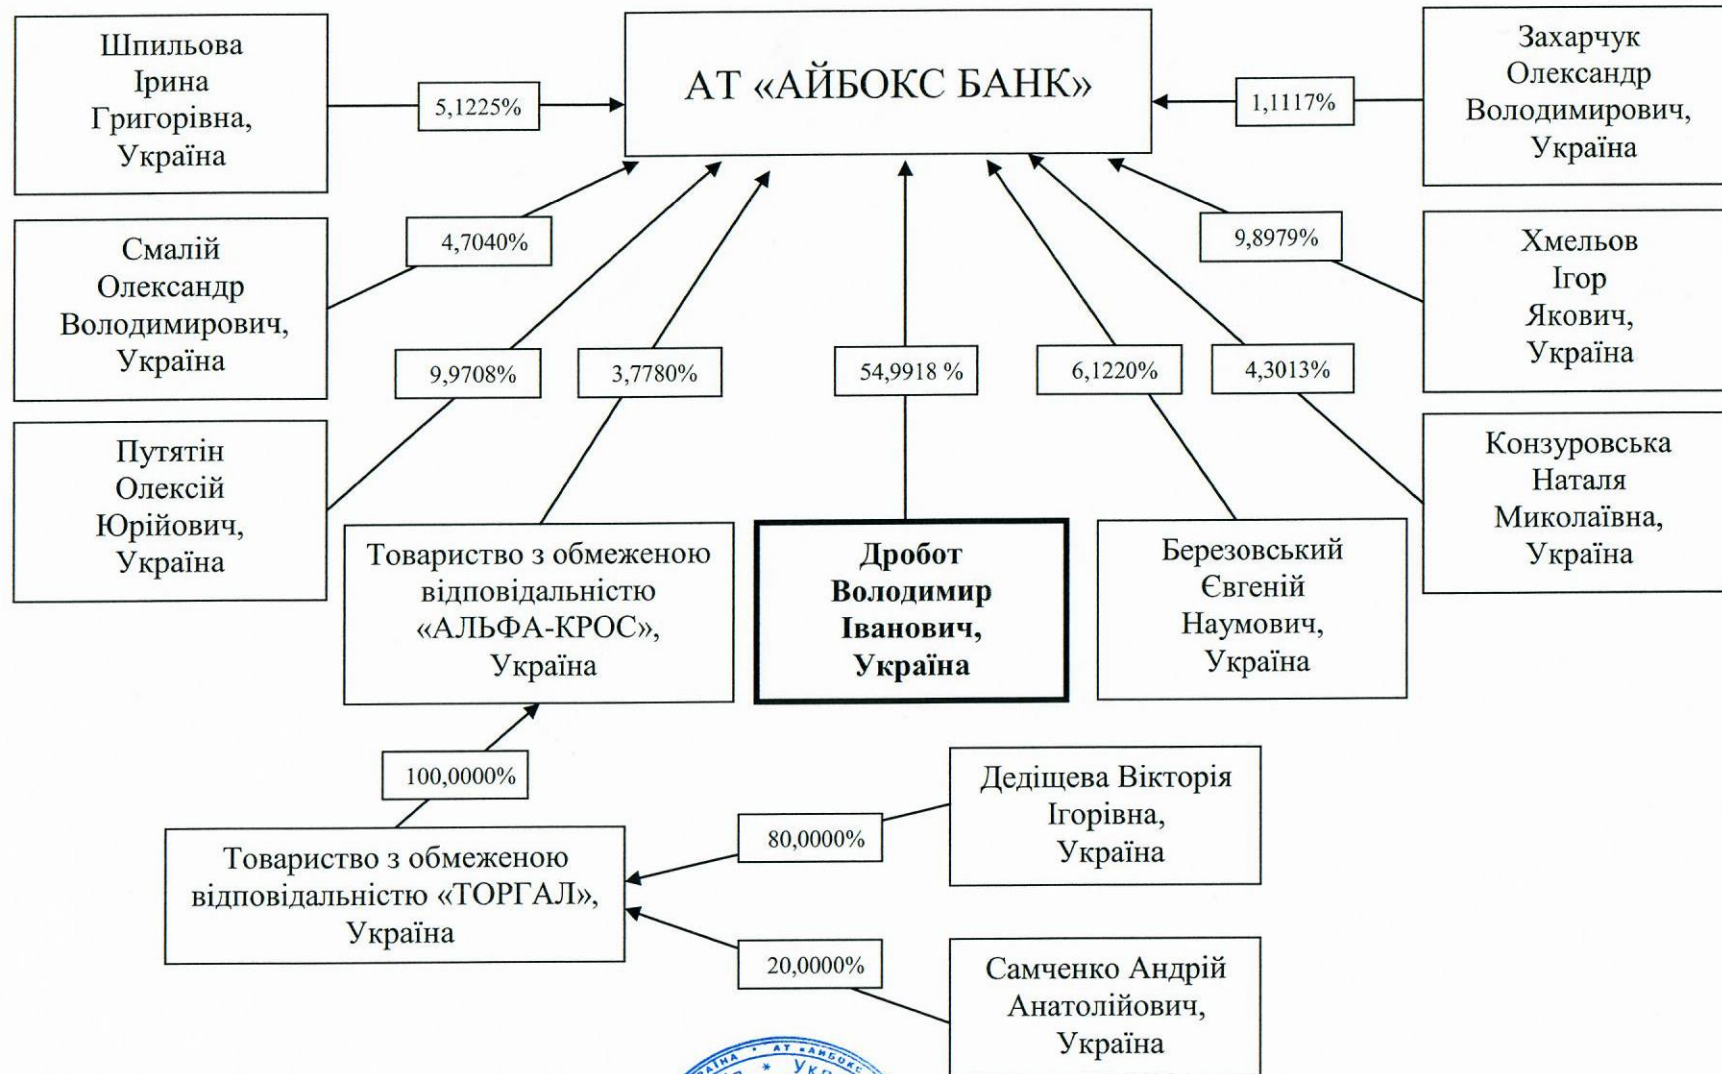 Шпильова
Ірина
Григорівна,
Україна
5,1225%
АТ «АЙБОКС БАНК»
1,1117%
Захарчук
Олександр
Володимирович,
Україна
Смалій
Олександр
Володимирович,
Україна
4,7040%
9,8979%
Хмельов
Ігор
Якович,
Україна
9,9708%
3,7780%
54,9918 %
6,1220%
4,3013%
Путятін
Олексій
Юрійович,
Україна
Конзуровська
Наталя
Миколаївна,
Україна
Товариство з обмеженою
відповідальністю
«АЛЬФА-КРОС»,
Україна
Дробот
Володимир
Іванович,
Україна
Березовський
Євгеній
Наумович,
Україна
100,0000%
Товариство з обмеженою
відповідальністю «ТОРГАЛ»,
Україна
80,0000%
Дедіщева Вікторія
Ігорівна,
Україна
20,0000%
Самченко Андрій
Анатолійович,
Україна
АТ «АЙБОКС